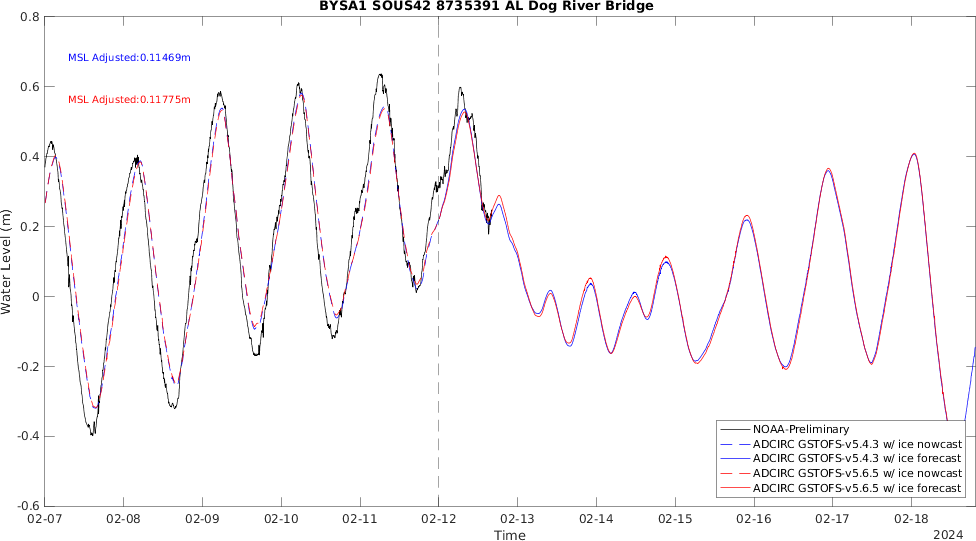 BYSA1 SOUS42 8735391 AL Dog River Bridge
0.8
0.6
0.4
0.2
0
-0.2
-0.4
-0.6
Water Level (m)
MSL Adjusted:0.11469m
MSL Adjusted:0.11775m
NOAA-Preliminary
ADCIRC GSTOFS-v5.4.3 w/ ice nowcast
ADCIRC GSTOFS-v5.4.3 w/ ice forecast
ADCIRC GSTOFS-v5.6.5 w/ ice nowcast
ADCIRC GSTOFS-v5.6.5 w/ ice forecast
02-07 02-08 02-09 02-10 02-11 02-12 02-13 02-14 02-15 02-16 02-17 02-18
Time
2024